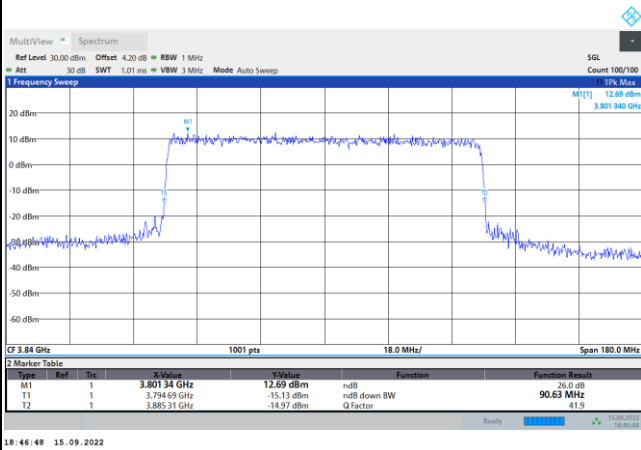 MultiView Spectrum
Ref Level 30.00 dBm Offset 4.20 dB RBW 1 MHz SGL
Att 30 dB SWT 1.01 ms VBW 3 MHz Mode Auto Sweep Count 100/100
1 Frequency Sweep 1Pk Max
M1[1] 12.69 dBm
3.801 340 GHz
20 dBm
M1
10 dBm
0 dBm
-10 dBm
T1 T2
-20 dBm
-30 dBm
-40 dBm
-50 dBm
-60 dBm
CF 3.84 GHz 1001 pts 18.0 MHz/ Span 180.0 MHz
2 Marker Table
Type Ref Trc X-Value Y-Value Function Function Result
M1 1 3.801 34 GHz 12.69 dBm ndB 26.0 dB
T1 1 3.794 69 GHz -15.13 dBm ndB down BW 90.63 MHz
T2 1 3.885 31 GHz -14.97 dBm Q Factor 41.9
Ready 15.09.2022
18:46:48
18:46:48 15.09.2022